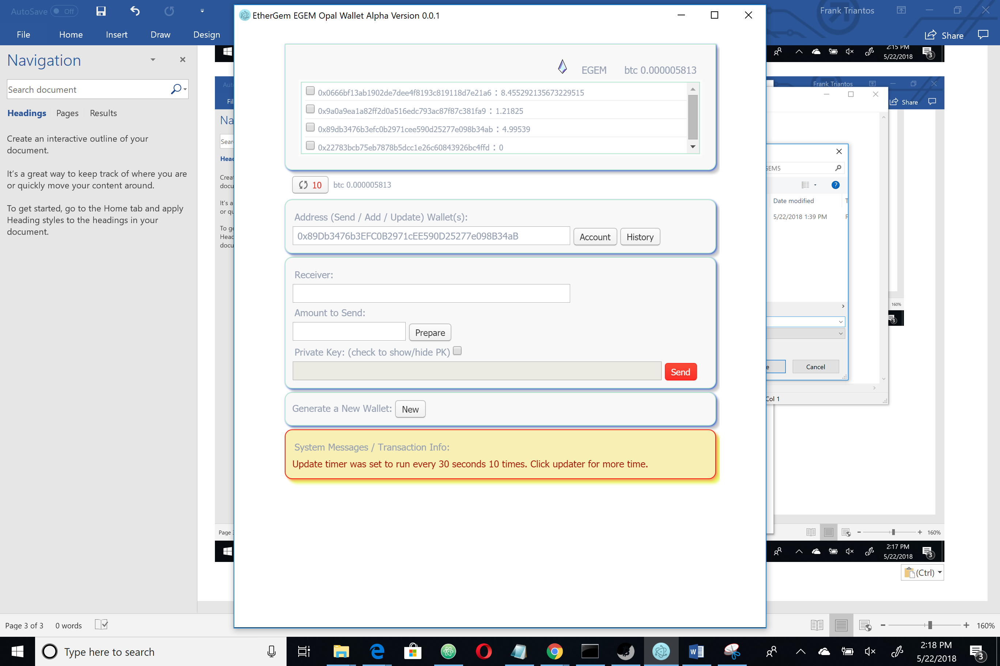 AutoSave Off
Frank Triantos
File Home Insert Draw Design
Share
EtherGem EGEM Opal Wallet Alpha Version 0.0.1
Navigation
Search document
Headings Pages Results
Create an interactive outline of your
document.
It's a great way to keep track of where you are
or quickly move your content around.
To get started, go to the Home tab and apply
Heading styles to the headings in your
document.
EGEM btc 0.000005813
0x0666bf13ab1902de7dee4f8193c819118d7e21a6 : 8.455292135673229515
0x9a0a9ea1a82ff2d0a516edc793ac87f87c381fa9 : 1.21825
0x89db3476b3efc0b2971cee590d25277e098b34ab : 4.99539
0x22783bcb75eb7878b5dcc1e26c60843926bc4ffd : 0
10 btc 0.000005813
Address (Send / Add / Update) Wallet(s):
0x89Db3476b3EFC0B2971cEE590D25277e098B34aB Account History
Receiver:
Amount to Send:
Prepare
Private Key: (check to show/hide PK)
Send
Generate a New Wallet: New
System Messages / Transaction Info:
Update timer was set to run every 30 seconds 10 times. Click updater for more time.
2:15 PM
5/22/2018
3
Frank Triantos
Share
GEM5
Date modified
5/22/2018 1:39 PM
160%
3
Cancel
Col 1
160%
2:17 PM
5/22/2018
3
(Ctrl)
Page 3 of 3 0 words
160%
Type here to search
2:18 PM
5/22/2018
3